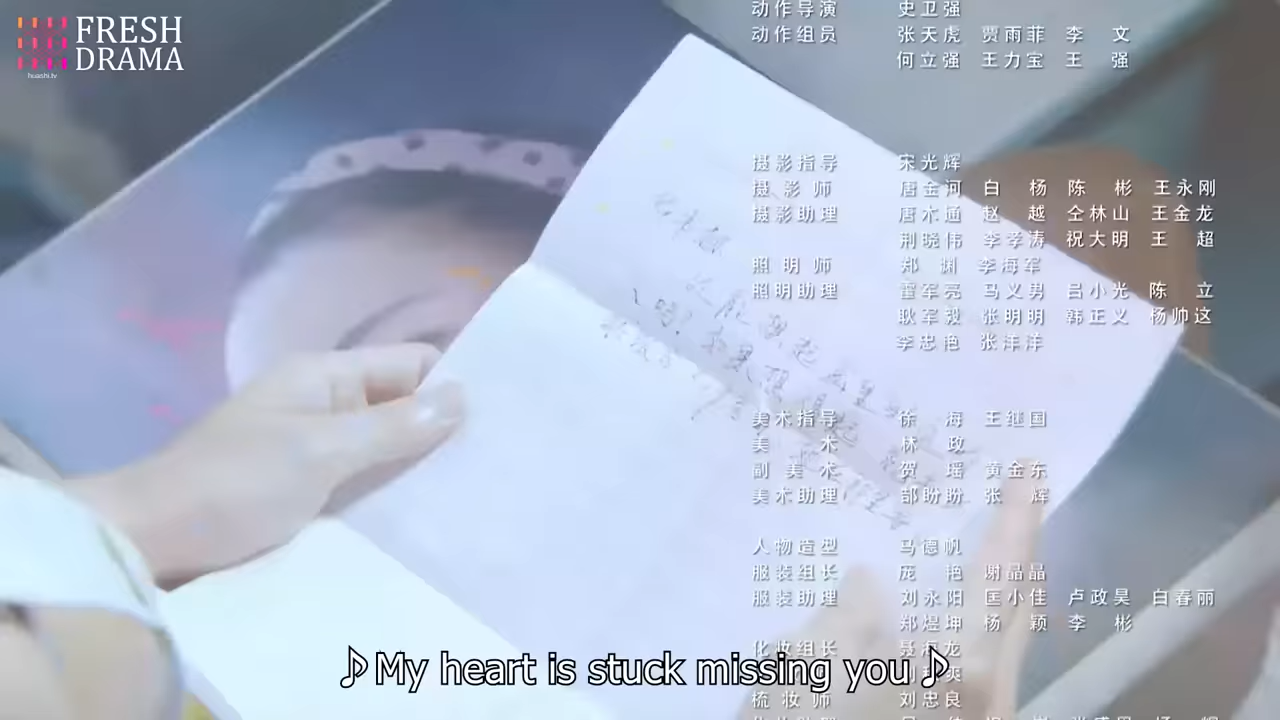 FRESH
DRAMA
huashi.tv
动作导演 史卫强
动作组员 张天虎 贾雨菲 李 文
何立强 王力宝 王 强
摄影指导 宋光辉
摄影师 唐金河 白 杨 陈 彬 王永刚
摄影助理 唐木通 赵 越 仝林山 王金龙
荆晓伟 李孝涛 祝大明 王 超
照明师 郑 渊 李海军
照明助理 霍军亮 马义男 吕小光 陈 立
耿军毅 张明明 韩正义 杨帅这
李忠艳 张洋洋
美术指导 徐 海 王继国
美 术 林 政
副美术 贺 瑶 黄金东
美术助理 郜盼盼 张 辉
人物造型 马德帆
服装组长 庞 艳 谢晶晶
服装助理 刘永阳 匡小佳 卢政昊 白春丽
郑煜坤 杨 颖 李 彬
化妆组长 聂海龙
梳妆师 刘忠良
♪My heart is stuck missing you♪